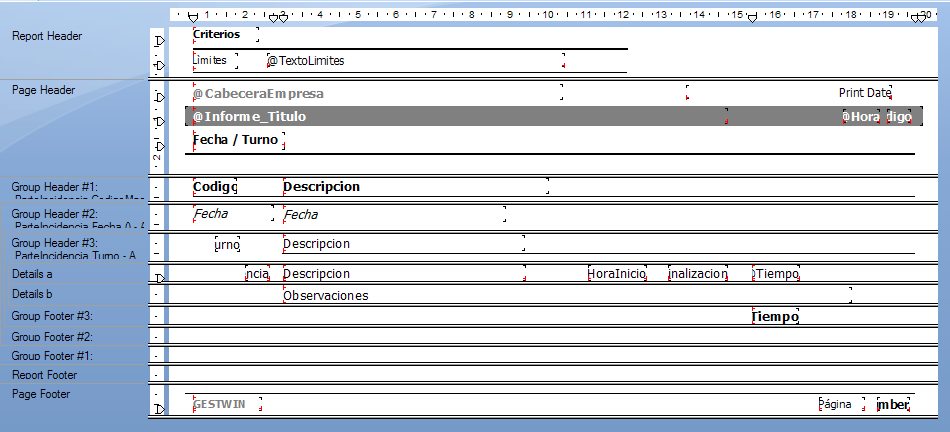 1 2 3 4 5 6 7 8 9 10 11 12 13 14 15 16 17 18 19 20
Report Header
Criterios
Limites @TextoLimites
Page Header
@CabeceraEmpresa Print Date
@Informe_Titulo @Hora digo
Fecha / Turno
2
Group Header #1: Codigo Descripcion
Group Header #2: Fecha Fecha
ParteIncidencia.Fecha 0 - A
Group Header #3: urno Descripcion
ParteIncidencia.Turno - A
Details a ncia Descripcion HoraInicio inalizacion Tiempo
Details b Observaciones
Group Footer #3: Tiempo
Group Footer #2:
Group Footer #1:
Report Footer
Page Footer
GESTWIN Página mber